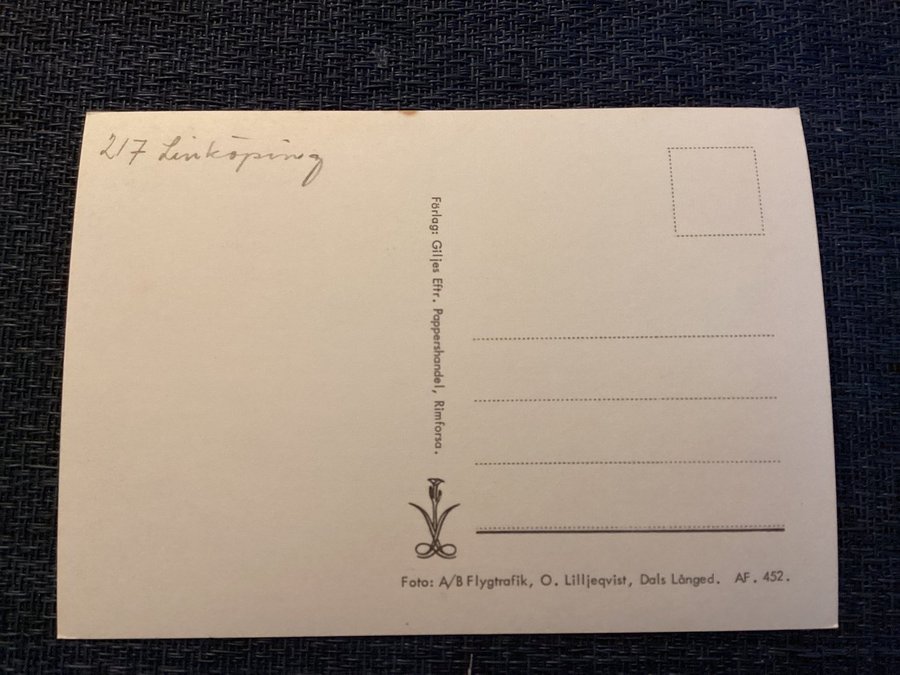 217 Linköping
Förlag: Giljes Eftr. Pappershandel, Rimforsa.
Foto: A/B Flygtrafik, O. Lilljeqvist, Dals Långed. AF. 452.